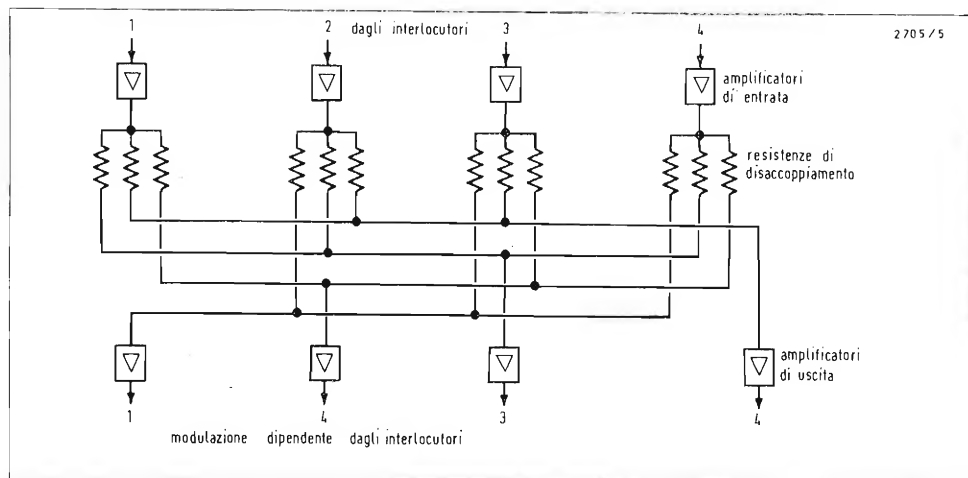 1 2 dagli interlocutori 3 4
2705/5
amplificatori
di entrata
resistenze di
disaccoppiamento
amplificatori
di uscita
1 4 3 4
modulazione dipendente dagli interlocutori